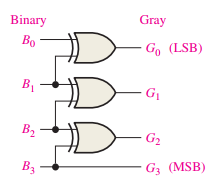 Binary Gray
B₀ G₀ (LSB)
B₁ G₁
B₂ G₂
B₃ G₃ (MSB)